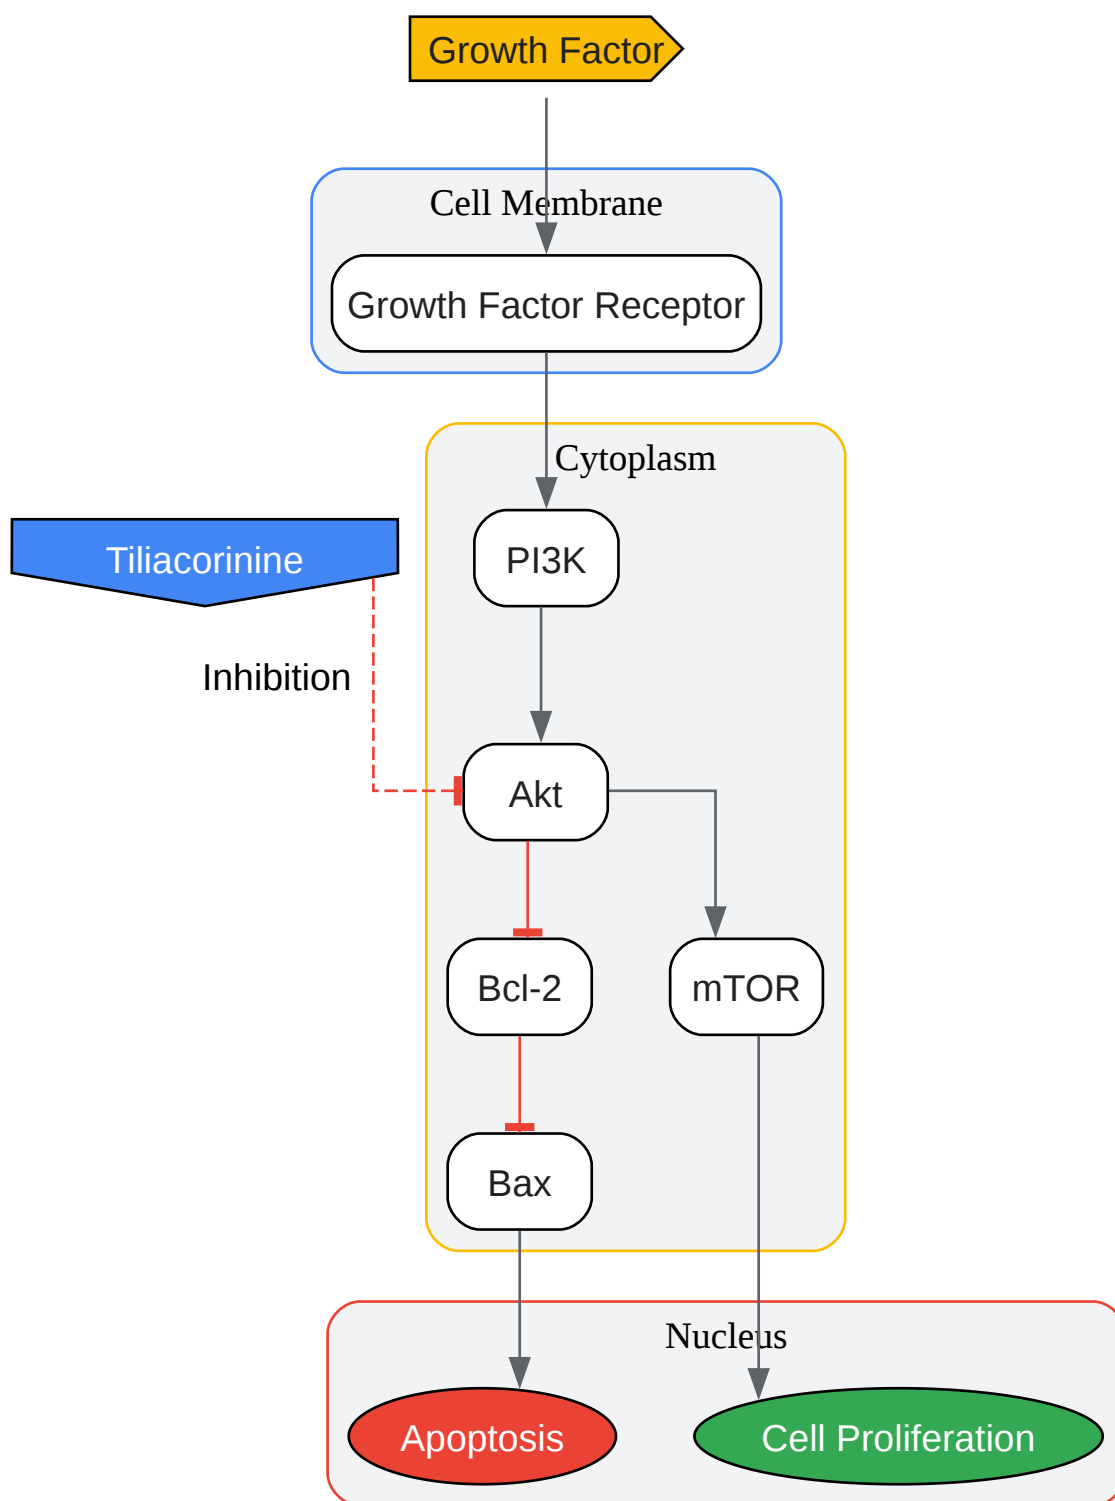 Growth Factor
Cell Membrane
Growth Factor Receptor
Cytoplasm
PI3K
Tiliacorinine
Inhibition
Akt
Bcl-2
mTOR
Bax
Nucleus
Apoptosis
Cell Proliferation